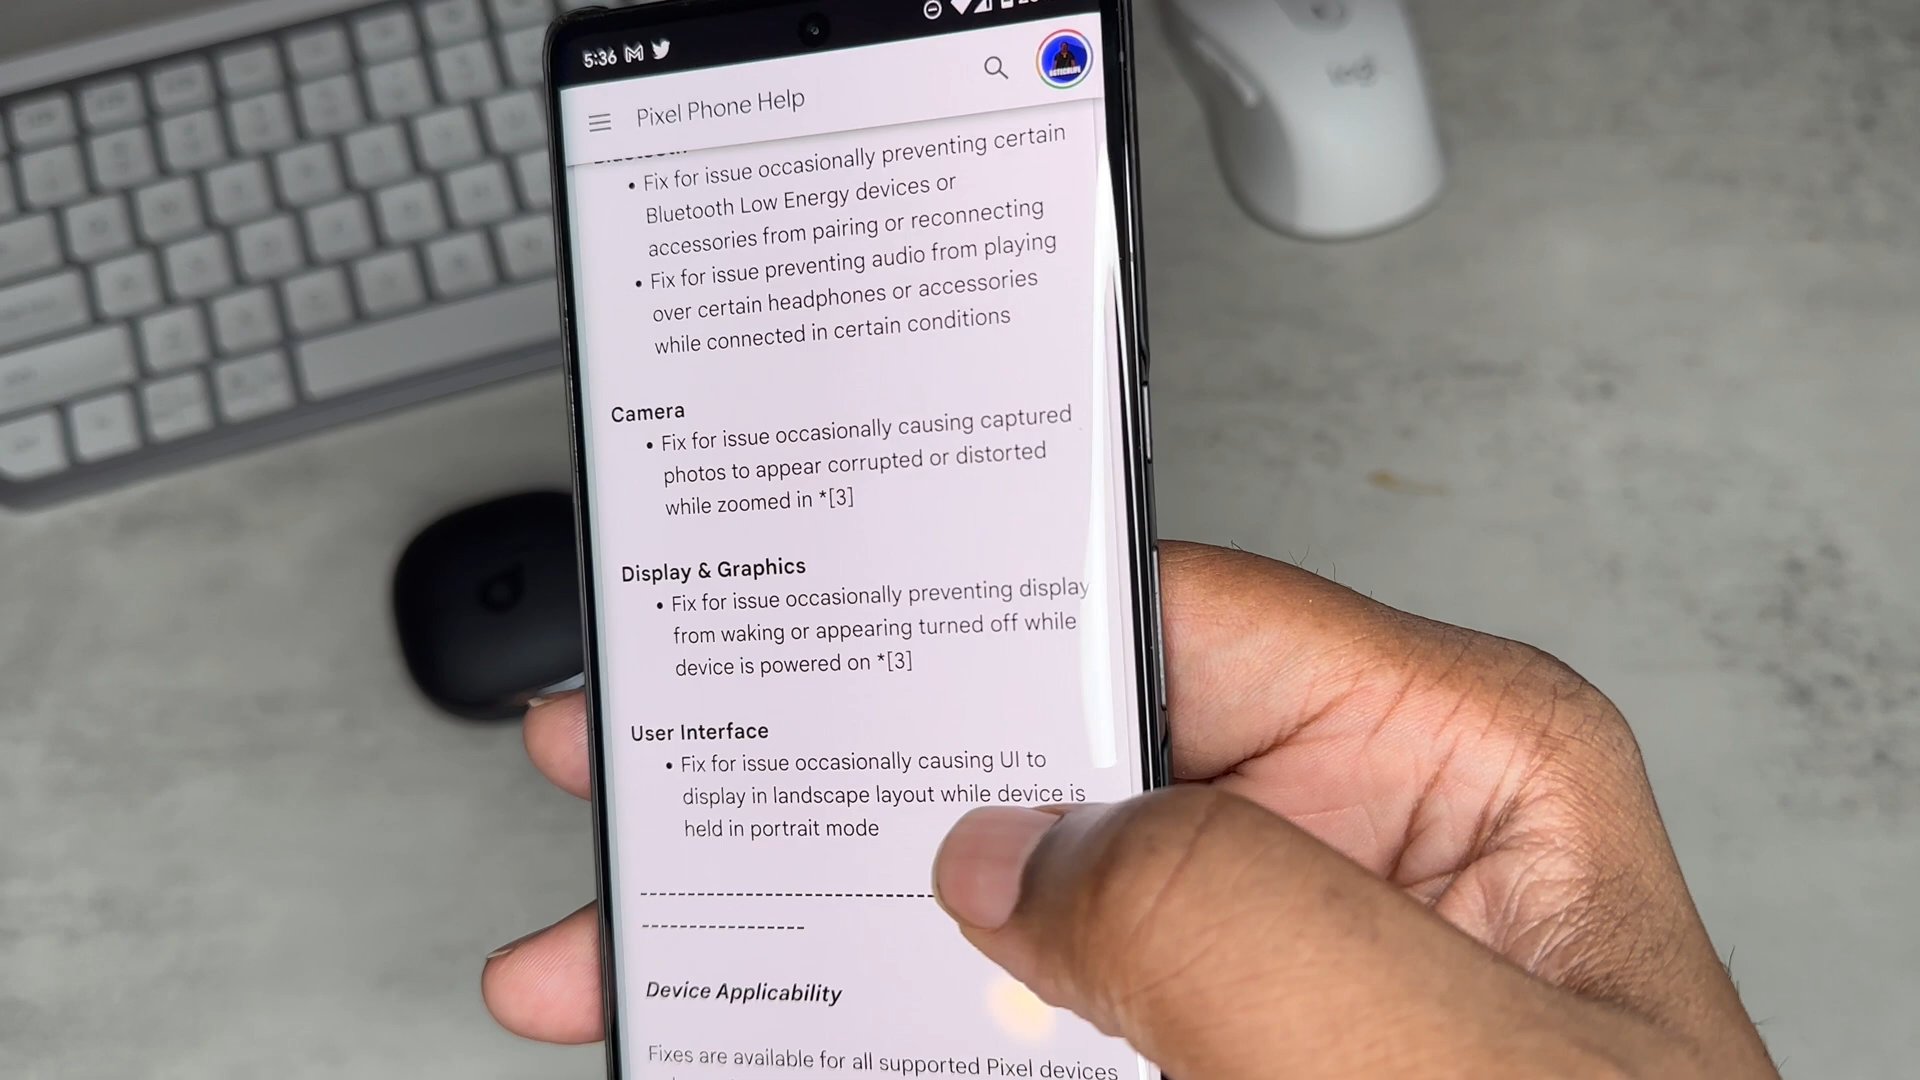 5:36
Pixel Phone Help
Bluetooth
• Fix for issue occasionally preventing certain
Bluetooth Low Energy devices or
accessories from pairing or reconnecting
• Fix for issue preventing audio from playing
over certain headphones or accessories
while connected in certain conditions
Camera
• Fix for issue occasionally causing captured
photos to appear corrupted or distorted
while zoomed in *[3]
Display & Graphics
• Fix for issue occasionally preventing display
from waking or appearing turned off while
device is powered on *[3]
User Interface
• Fix for issue occasionally causing UI to
display in landscape layout while device is
held in portrait mode
Device Applicability
Fixes are available for all supported Pixel devices
logi